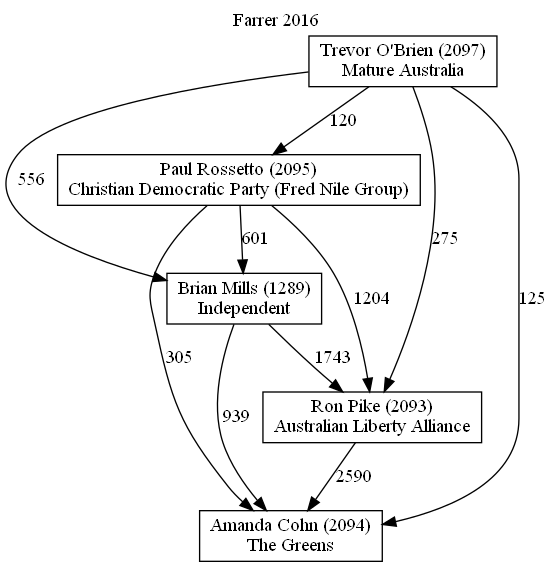 Farrer 2016
Trevor O'Brien (2097)
Mature Australia
120
Paul Rossetto (2095)
Christian Democratic Party (Fred Nile Group)
556
601
275
Brian Mills (1289)
Independent
1204
125
305
1743
Ron Pike (2093)
Australian Liberty Alliance
939
2590
Amanda Cohn (2094)
The Greens